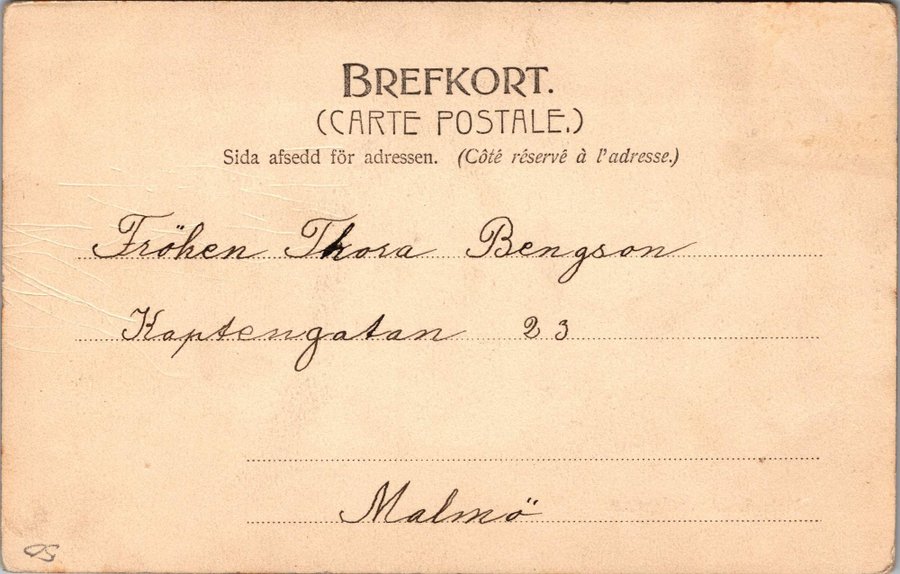 BREFKORT.
(CARTE POSTALE.)
Sida afsedd för adressen. (Côté réservé à l'adresse.)
Fröken Thora Bengson
Kaptengatan 23
Malmö